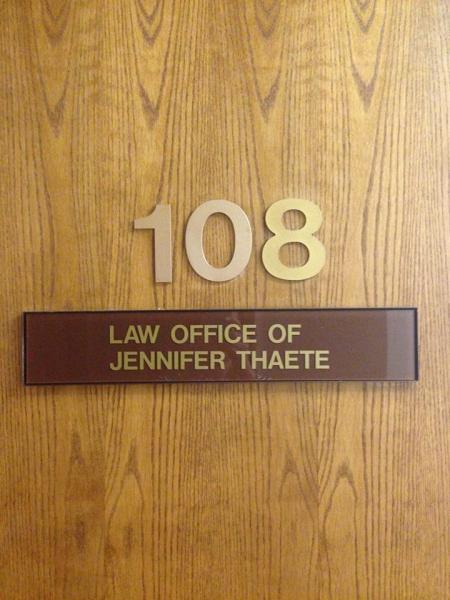 108
LAW OFFICE OF
JENNIFER THAETE